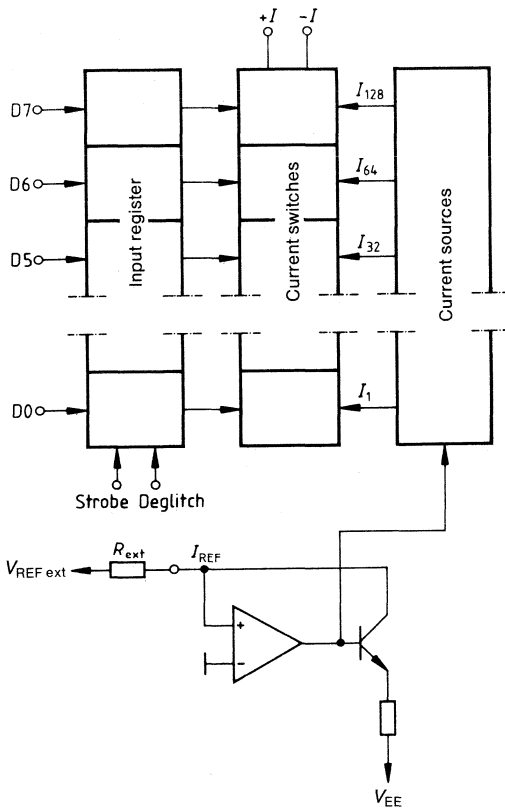 +I -I
D7 I128
D6 I64
D5 I32
Input register
Current switches
Current sources
D0 I1
Strobe Deglitch
Rext IREF
VREF ext
+
-
VEE